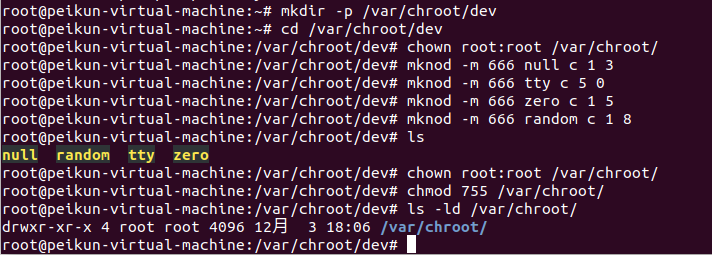 root@peikun-virtual-machine:~# mkdir -p /var/chroot/dev
root@peikun-virtual-machine:~# cd /var/chroot/dev
root@peikun-virtual-machine:/var/chroot/dev# chown root:root /var/chroot/
root@peikun-virtual-machine:/var/chroot/dev# mknod -m 666 null c 1 3
root@peikun-virtual-machine:/var/chroot/dev# mknod -m 666 tty c 5 0
root@peikun-virtual-machine:/var/chroot/dev# mknod -m 666 zero c 1 5
root@peikun-virtual-machine:/var/chroot/dev# mknod -m 666 random c 1 8
root@peikun-virtual-machine:/var/chroot/dev# ls
null  random  tty  zero
root@peikun-virtual-machine:/var/chroot/dev# chown root:root /var/chroot/
root@peikun-virtual-machine:/var/chroot/dev# chmod 755 /var/chroot/
root@peikun-virtual-machine:/var/chroot/dev# ls -ld /var/chroot/
drwxr-xr-x 4 root root 4096 12月  3 18:06 /var/chroot/
root@peikun-virtual-machine:/var/chroot/dev#